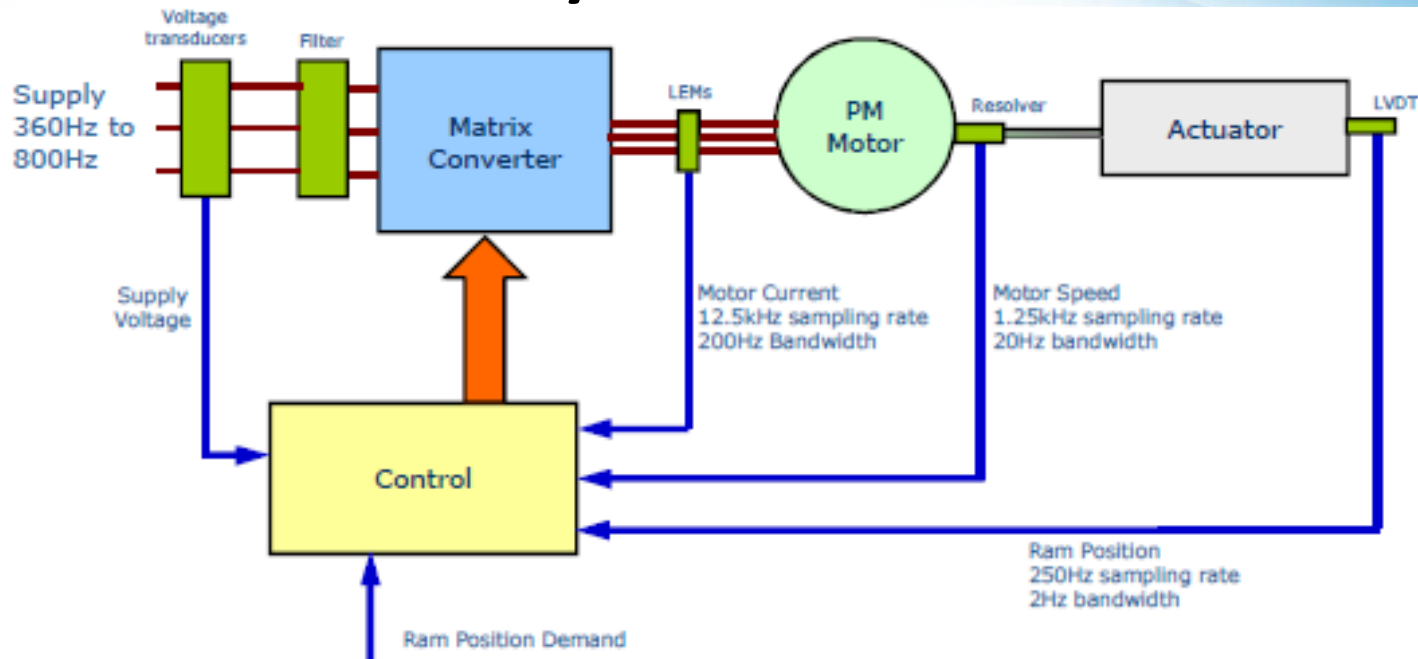 Voltage
transducers
Filter
Supply
360Hz to
800Hz
Matrix
Converter
LEMs
PM
Motor
Resolver
Actuator
LVDT
Supply
Voltage
Motor Current
12.5kHz sampling rate
200Hz Bandwidth
Motor Speed
1.25kHz sampling rate
20Hz bandwidth
Control
Ram Position
250Hz sampling rate
2Hz bandwidth
Ram Position Demand